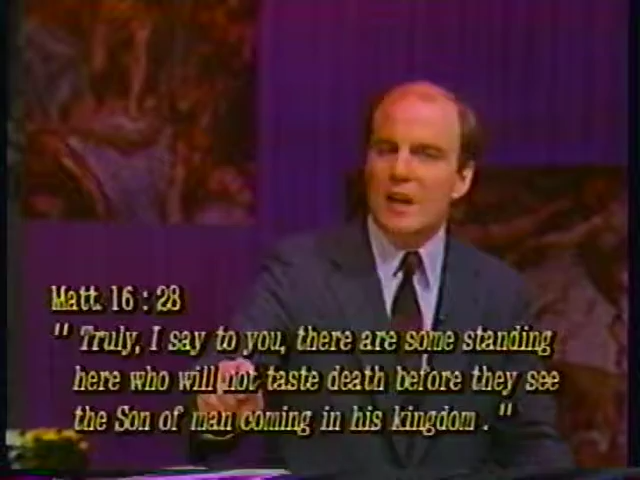 Matt. 16 : 28
" Truly, I say to you, there are some standing
here who will not taste death before they see
the Son of man coming in his kingdom . "